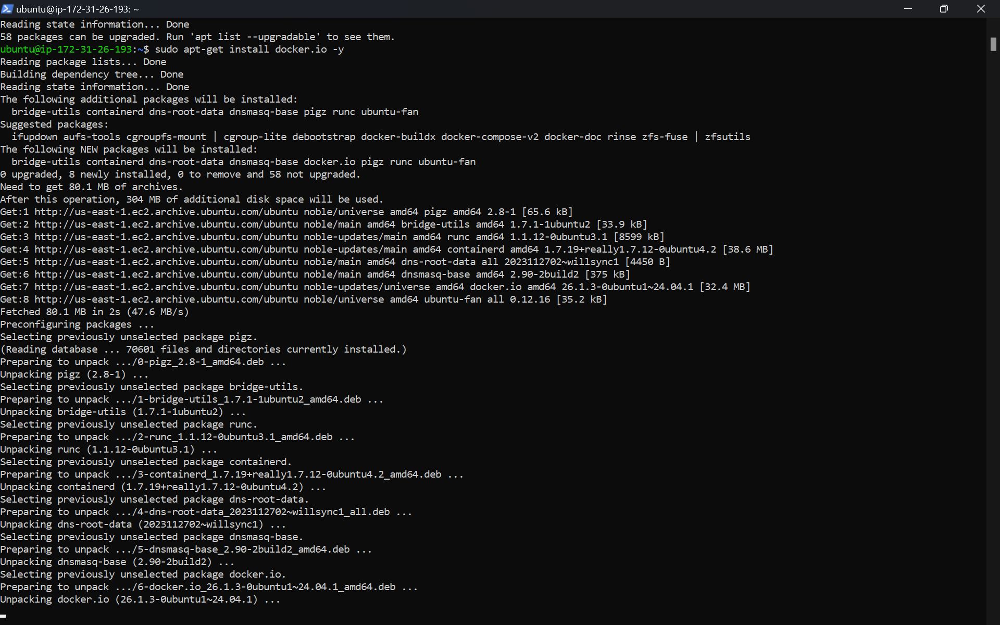 ubuntu@ip-172-31-26-193: ~
Reading state information... Done
58 packages can be upgraded. Run 'apt list --upgradable' to see them.
ubuntu@ip-172-31-26-193:~$ sudo apt-get install docker.io -y
Reading package lists... Done
Building dependency tree... Done
Reading state information... Done
The following additional packages will be installed:
  bridge-utils containerd dns-root-data dnsmasq-base pigz runc ubuntu-fan
Suggested packages:
  ifupdown aufs-tools cgroupfs-mount | cgroup-lite debootstrap docker-buildx docker-compose-v2 docker-doc rinse zfs-fuse | zfsutils
The following NEW packages will be installed:
  bridge-utils containerd dns-root-data dnsmasq-base docker.io pigz runc ubuntu-fan
0 upgraded, 8 newly installed, 0 to remove and 58 not upgraded.
Need to get 80.1 MB of archives.
After this operation, 304 MB of additional disk space will be used.
Get:1 http://us-east-1.ec2.archive.ubuntu.com/ubuntu noble/universe amd64 pigz amd64 2.8-1 [65.6 kB]
Get:2 http://us-east-1.ec2.archive.ubuntu.com/ubuntu noble/main amd64 bridge-utils amd64 1.7.1-1ubuntu2 [33.9 kB]
Get:3 http://us-east-1.ec2.archive.ubuntu.com/ubuntu noble-updates/main amd64 runc amd64 1.1.12-0ubuntu3.1 [8599 kB]
Get:4 http://us-east-1.ec2.archive.ubuntu.com/ubuntu noble-updates/main amd64 containerd amd64 1.7.19+really1.7.12-0ubuntu4.2 [38.6 MB]
Get:5 http://us-east-1.ec2.archive.ubuntu.com/ubuntu noble/main amd64 dns-root-data all 2023112702~willsync1 [4450 B]
Get:6 http://us-east-1.ec2.archive.ubuntu.com/ubuntu noble/main amd64 dnsmasq-base amd64 2.90-2build2 [375 kB]
Get:7 http://us-east-1.ec2.archive.ubuntu.com/ubuntu noble-updates/universe amd64 docker.io amd64 26.1.3-0ubuntu1~24.04.1 [32.4 MB]
Get:8 http://us-east-1.ec2.archive.ubuntu.com/ubuntu noble/universe amd64 ubuntu-fan all 0.12.16 [35.2 kB]
Fetched 80.1 MB in 2s (47.6 MB/s)
Preconfiguring packages ...
Selecting previously unselected package pigz.
(Reading database ... 70601 files and directories currently installed.)
Preparing to unpack .../0-pigz_2.8-1_amd64.deb ...
Unpacking pigz (2.8-1) ...
Selecting previously unselected package bridge-utils.
Preparing to unpack .../1-bridge-utils_1.7.1-1ubuntu2_amd64.deb ...
Unpacking bridge-utils (1.7.1-1ubuntu2) ...
Selecting previously unselected package runc.
Preparing to unpack .../2-runc_1.1.12-0ubuntu3.1_amd64.deb ...
Unpacking runc (1.1.12-0ubuntu3.1) ...
Selecting previously unselected package containerd.
Preparing to unpack .../3-containerd_1.7.19+really1.7.12-0ubuntu4.2_amd64.deb ...
Unpacking containerd (1.7.19+really1.7.12-0ubuntu4.2) ...
Selecting previously unselected package dns-root-data.
Preparing to unpack .../4-dns-root-data_2023112702~willsync1_all.deb ...
Unpacking dns-root-data (2023112702~willsync1) ...
Selecting previously unselected package dnsmasq-base.
Preparing to unpack .../5-dnsmasq-base_2.90-2build2_amd64.deb ...
Unpacking dnsmasq-base (2.90-2build2) ...
Selecting previously unselected package docker.io.
Preparing to unpack .../6-docker.io_26.1.3-0ubuntu1~24.04.1_amd64.deb ...
Unpacking docker.io (26.1.3-0ubuntu1~24.04.1) ...